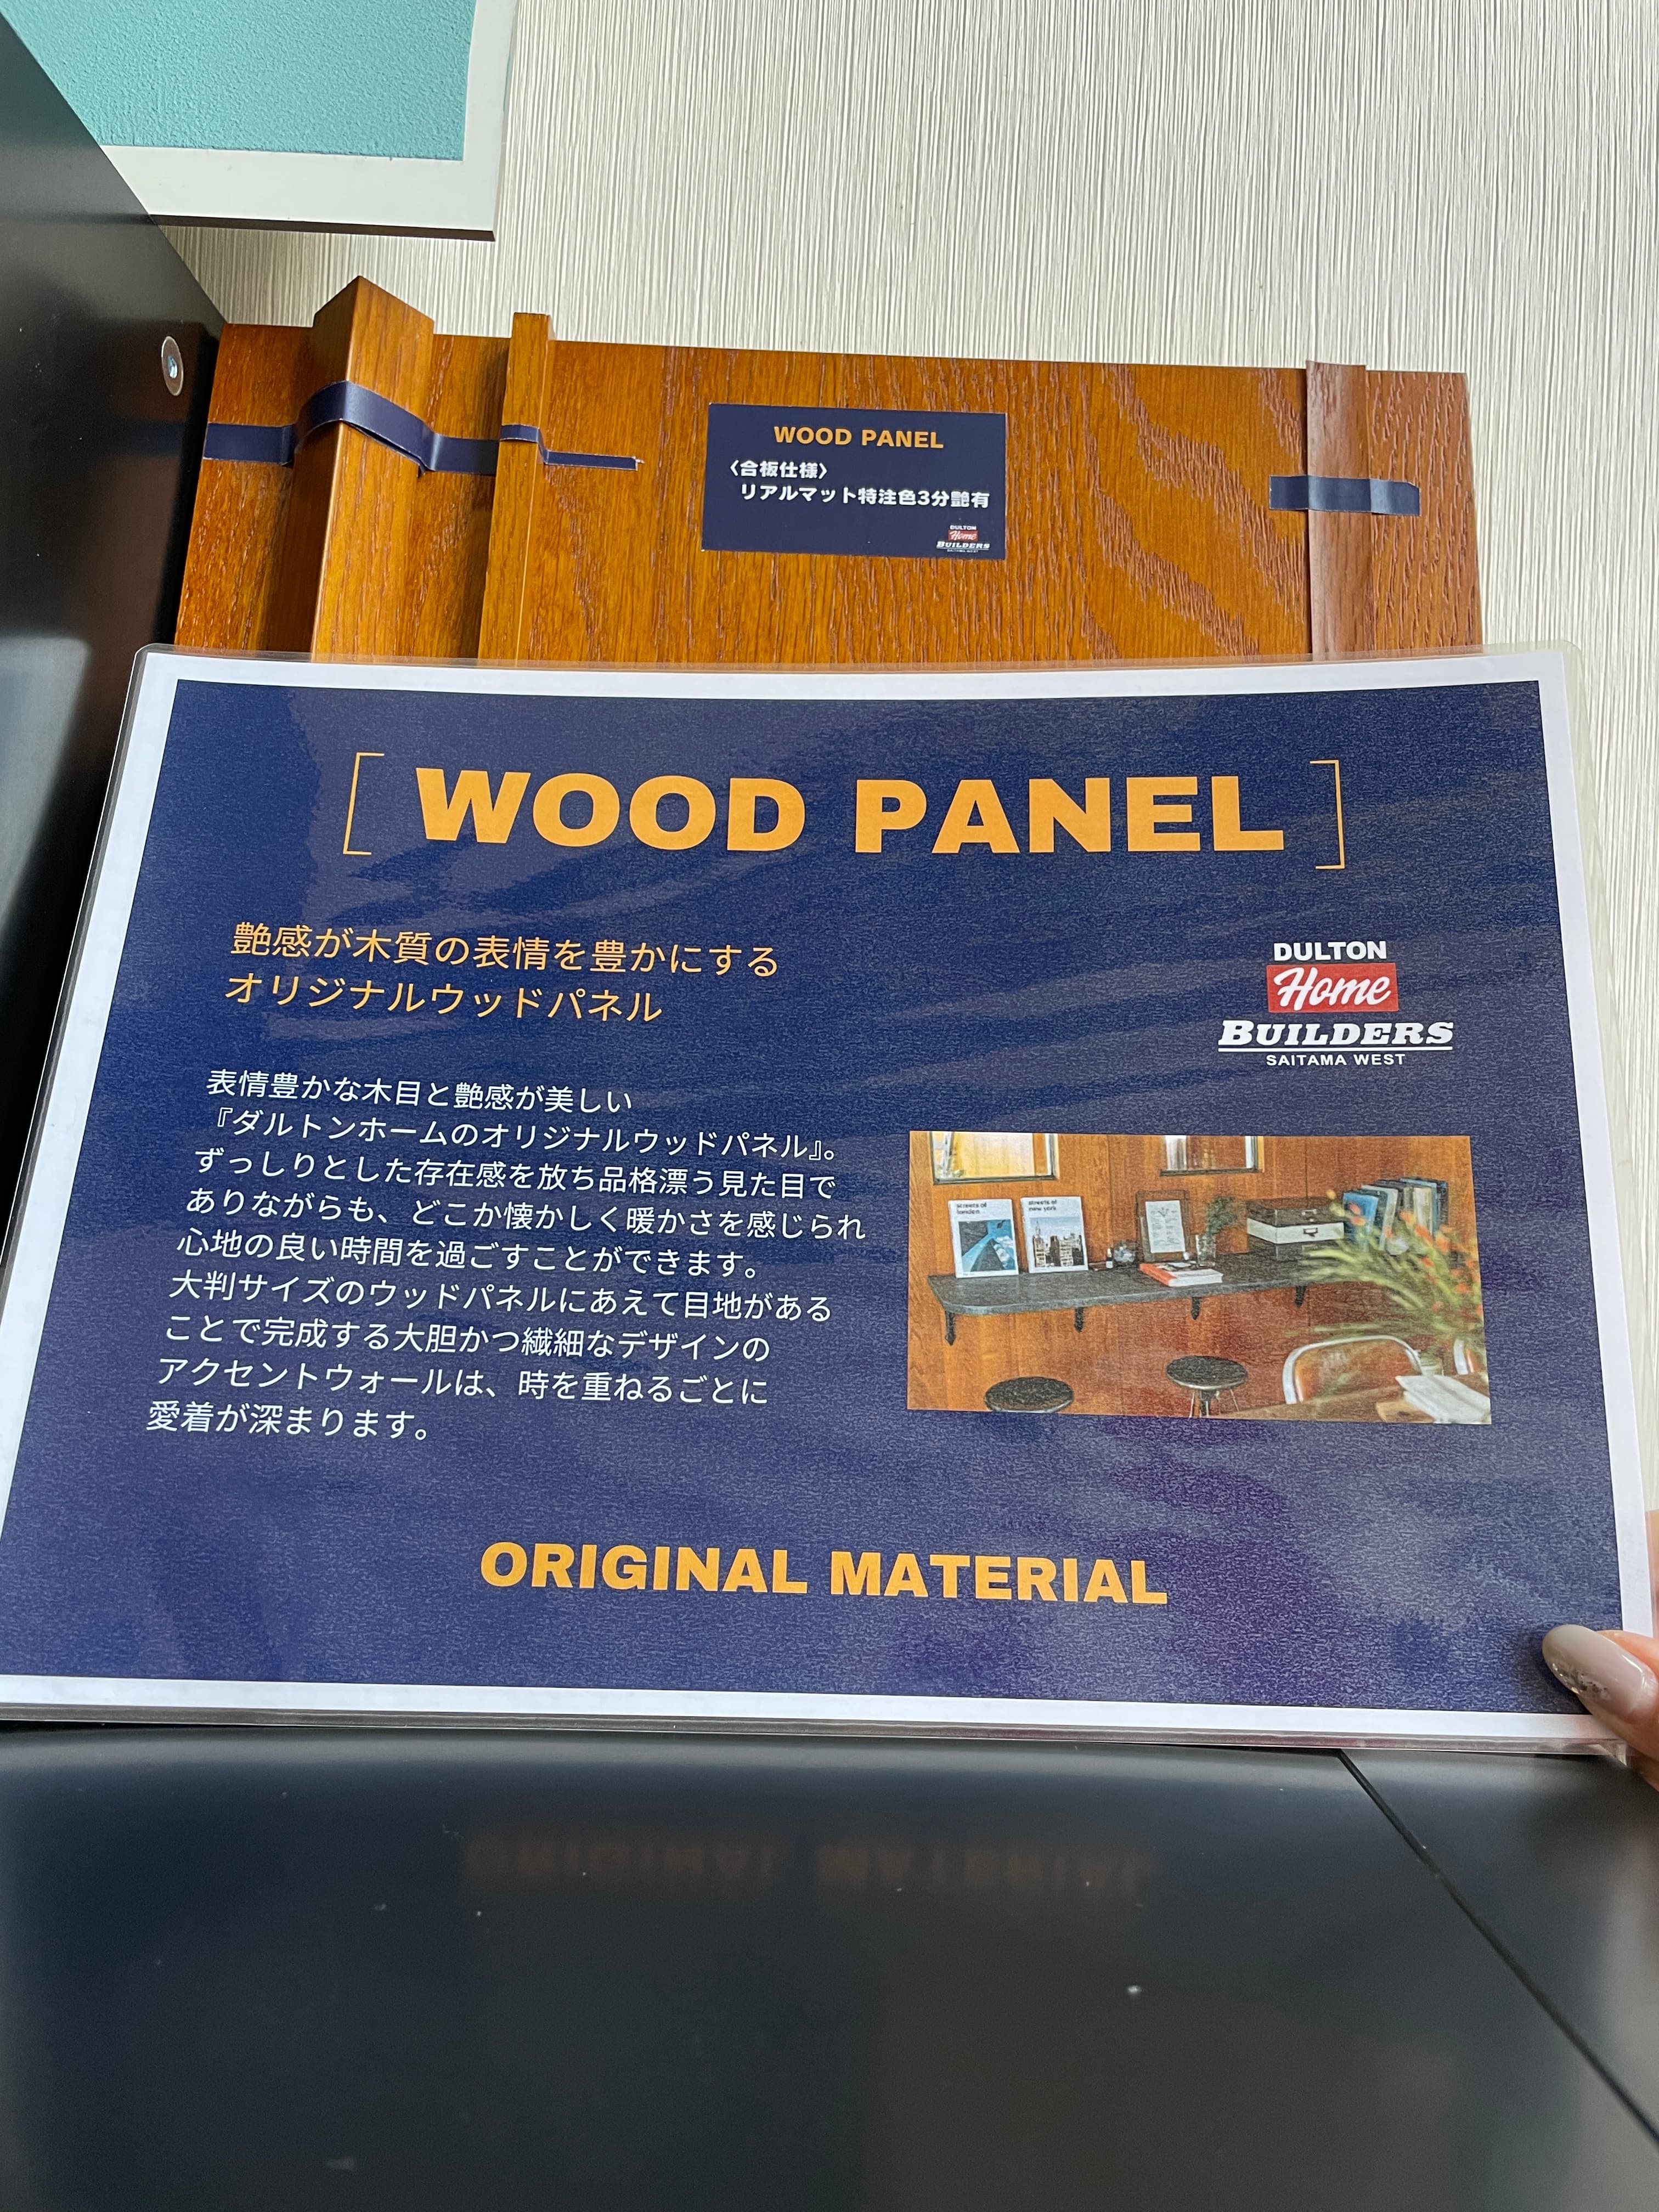 WOOD PANEL
〈合板仕様〉
リアルマット特注色3分艶有
DULTON
Home
BUILDERS
[WOOD PANEL]
艶感が木質の表情を豊かにする
オリジナルウッドパネル
DULTON
Home
BUILDERS
SAITAMA WEST
表情豊かな木目と艶感が美しい
『ダルトンホームのオリジナルウッドパネル』。
ずっしりとした存在感を放ち品格漂う見た目で
ありながらも、どこか懐かしく暖かさを感じられ
心地の良い時間を過ごすことができます。
大判サイズのウッドパネルにあえて目地がある
ことで完成する大胆かつ繊細なデザインの
アクセントウォールは、時を重ねるごとに
愛着が深まります。
streets of
london
streets of
new york
ORIGINAL MATERIAL